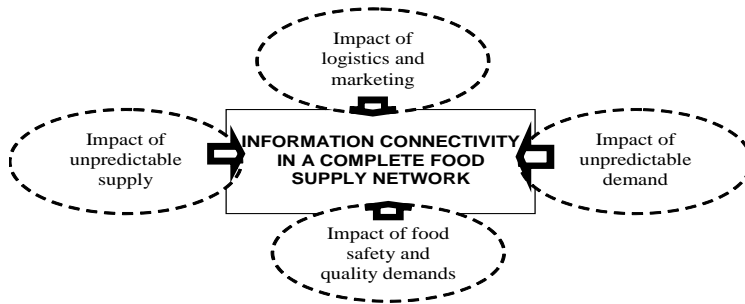 Impact of
logistics and
marketing
Impact of
unpredictable
supply
INFORMATION CONNECTIVITY
IN A COMPLETE FOOD
SUPPLY NETWORK
Impact of
unpredictable
demand
Impact of food
safety and
quality demands